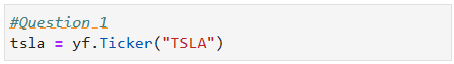 #Question 1
tsla = yf.Ticker("TSLA")